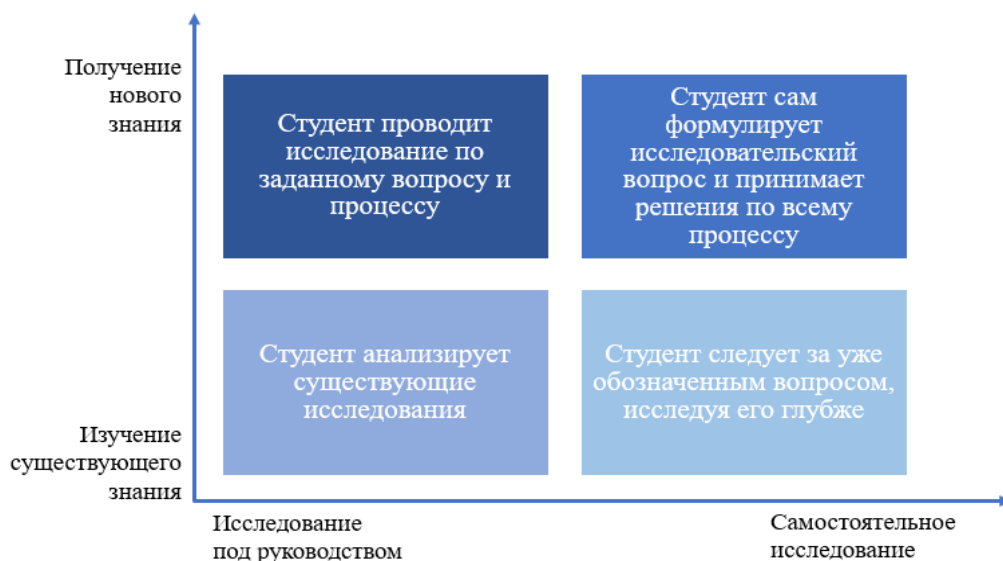 Получение
нового
знания
Студент проводит
исследование по
заданному вопросу и
процессу
Студент сам
формулирует
исследовательский
вопрос и принимает
решения по всему
процессу
Студент анализирует
существующие
исследования
Студент следует за уже
обозначенным вопросом,
исследуя его глубже
Изучение
существующего
знания
Исследование
под руководством
Самостоятельное
исследование